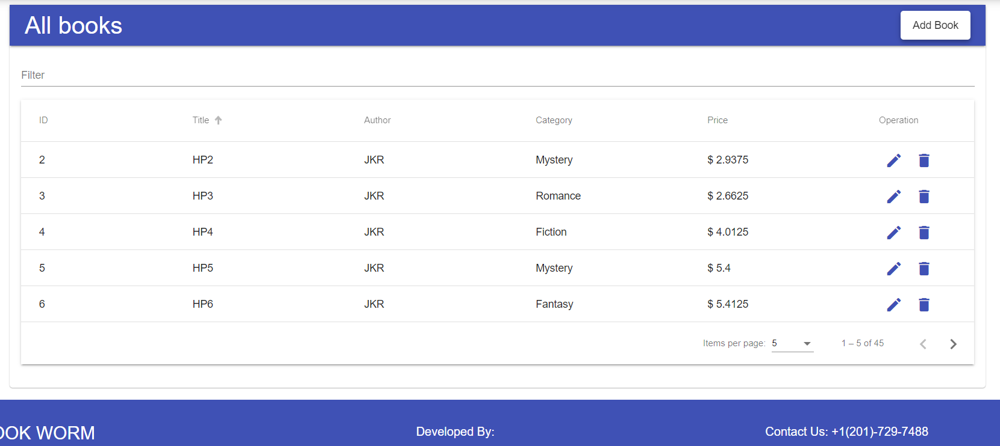 All books
Add Book
Filter
ID Title Author Category Price Operation
2 HP2 JKR Mystery $ 2.9375
3 HP3 JKR Romance $ 2.6625
4 HP4 JKR Fiction $ 4.0125
5 HP5 JKR Mystery $ 5.4
6 HP6 JKR Fantasy $ 5.4125
Items per page: 5 1 – 5 of 45
OOK WORM Developed By: Contact Us: +1(201)-729-7488